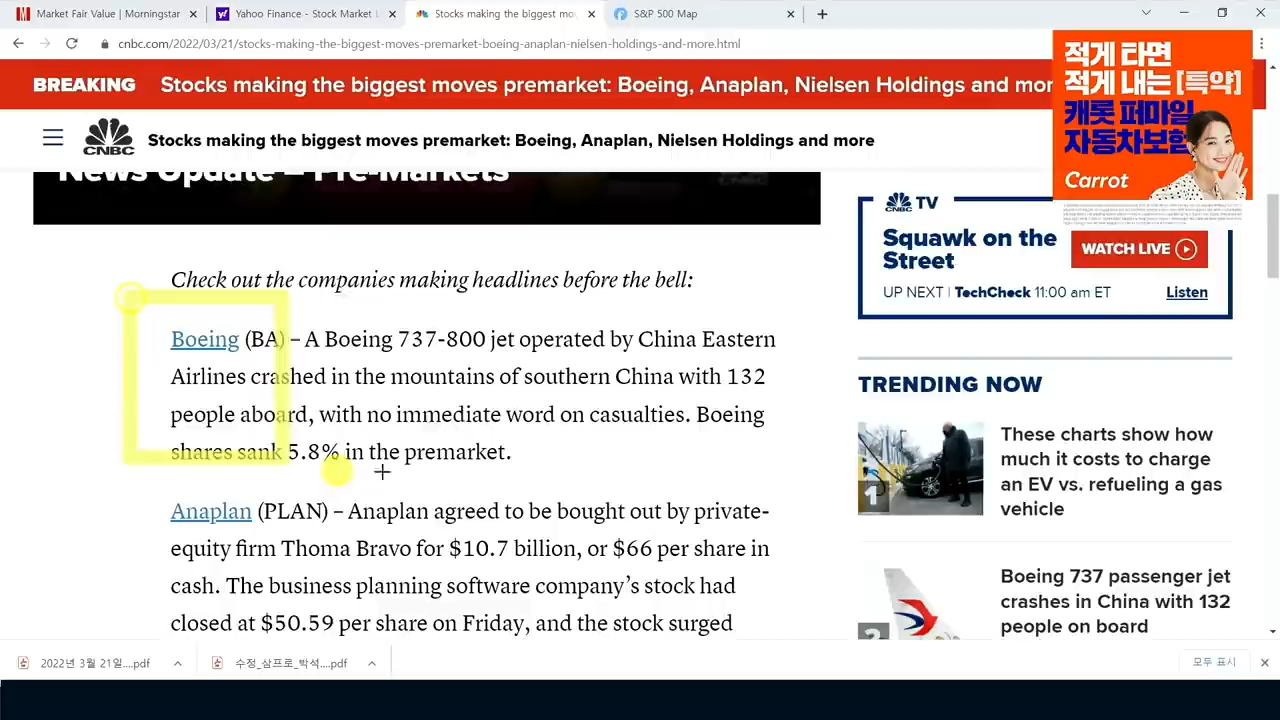 Market Fair Value | Morningstar
Yahoo Finance - Stock Market L
Stocks making the biggest mov
S&P 500 Map
cnbc.com/2022/03/21/stocks-making-the-biggest-moves-premarket-boeing-anaplan-nielsen-holdings-and-more.html
BREAKING
Stocks making the biggest moves premarket: Boeing, Anaplan, Nielsen Holdings and mor
적게 타면
적게 내는 [특약]
캐롯 퍼마일
자동차보험
Carrot
CNBC
Stocks making the biggest moves premarket: Boeing, Anaplan, Nielsen Holdings and more
News Update – Pre-Markets
Check out the companies making headlines before the bell:
Boeing (BA) – A Boeing 737-800 jet operated by China Eastern
Airlines crashed in the mountains of southern China with 132
people aboard, with no immediate word on casualties. Boeing
shares sank 5.8% in the premarket.
Anaplan (PLAN) – Anaplan agreed to be bought out by private-
equity firm Thoma Bravo for $10.7 billion, or $66 per share in
cash. The business planning software company’s stock had
closed at $50.59 per share on Friday, and the stock surged
CNBC TV
Squawk on the
Street
WATCH LIVE
UP NEXT | TechCheck 11:00 am ET
Listen
TRENDING NOW
1
These charts show how
much it costs to charge
an EV vs. refueling a gas
vehicle
2
Boeing 737 passenger jet
crashes in China with 132
people on board
2022년 3월 21일....pdf
수정_삼프로_박석....pdf
모두 표시